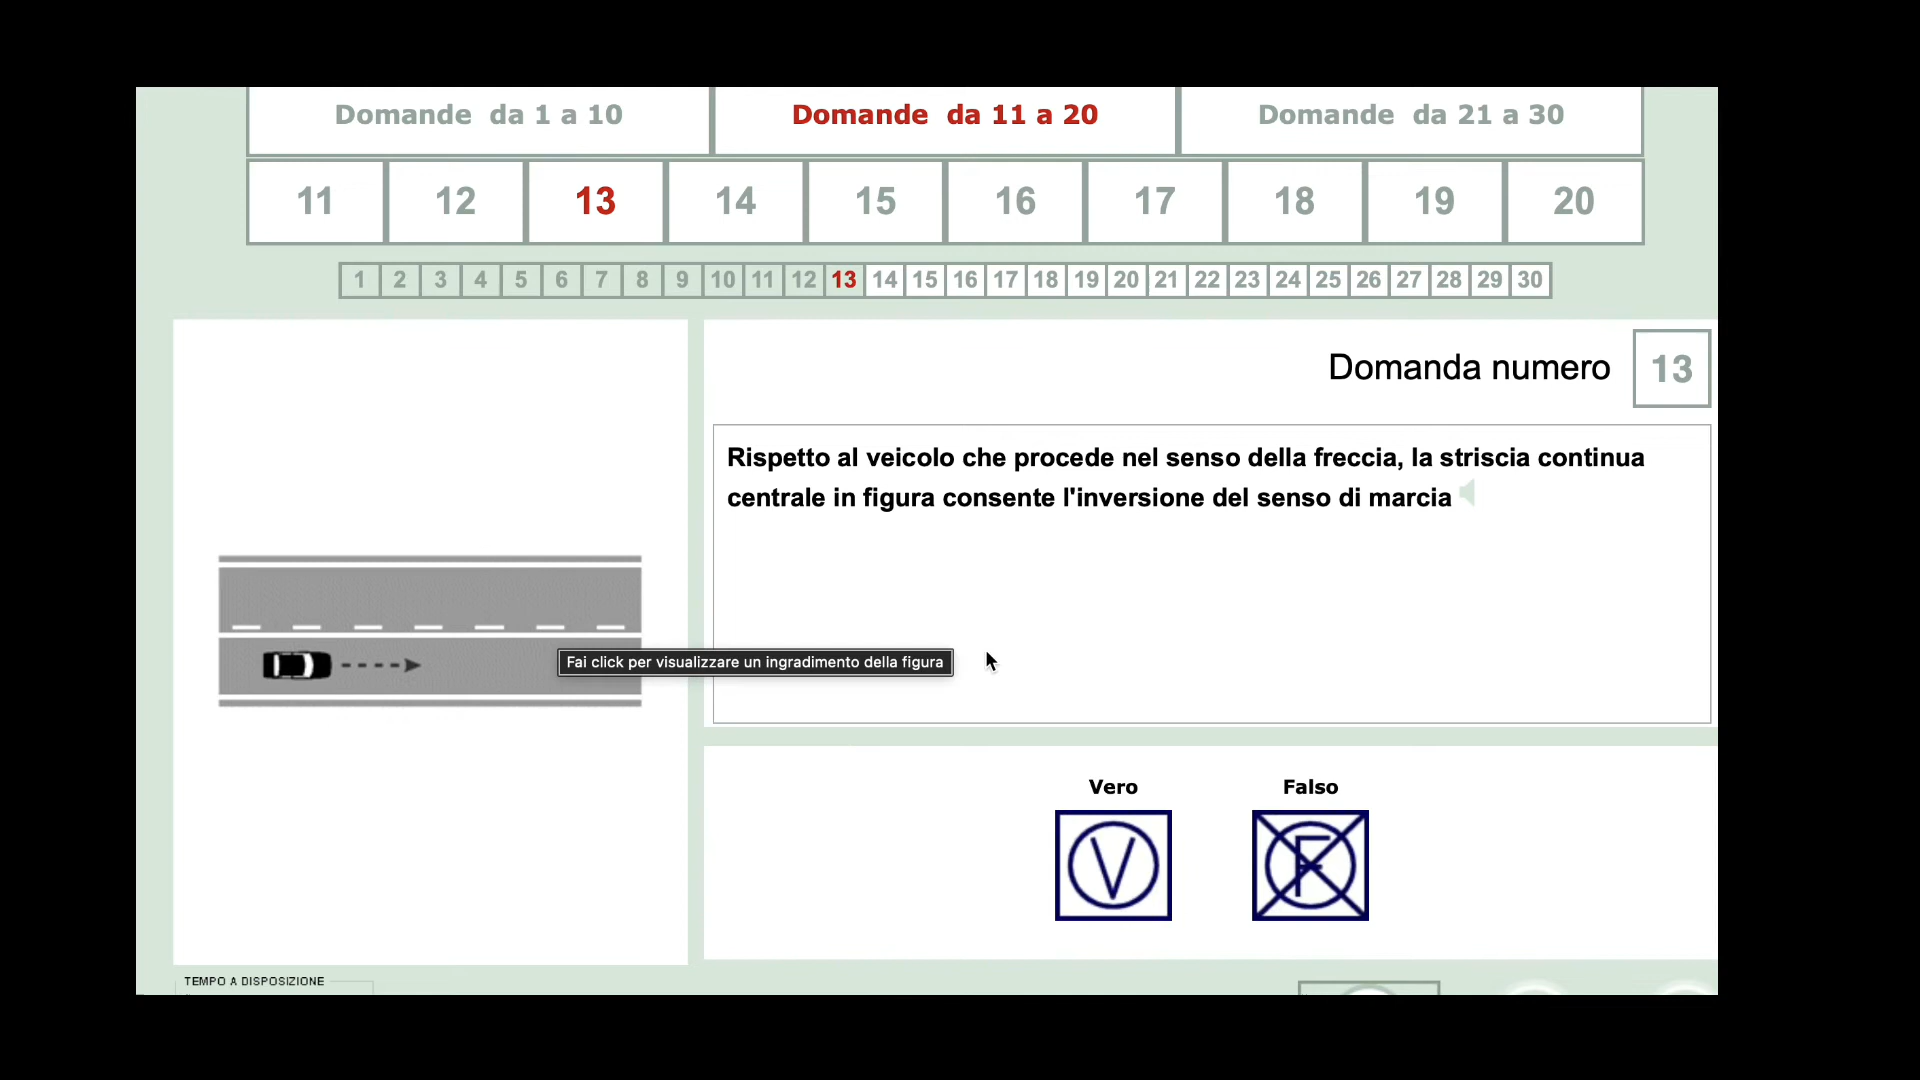 Domande da 1 a 10
Domande da 11 a 20
Domande da 21 a 30
11 12 13 14 15 16 17 18 19 20
1 2 3 4 5 6 7 8 9 10 11 12 13 14 15 16 17 18 19 20 21 22 23 24 25 26 27 28 29 30
Domanda numero 13
Rispetto al veicolo che procede nel senso della freccia, la striscia continua
centrale in figura consente l'inversione del senso di marcia
Fai click per visualizzare un ingradimento della figura
Vero
Falso
V
F
TEMPO A DISPOSIZIONE